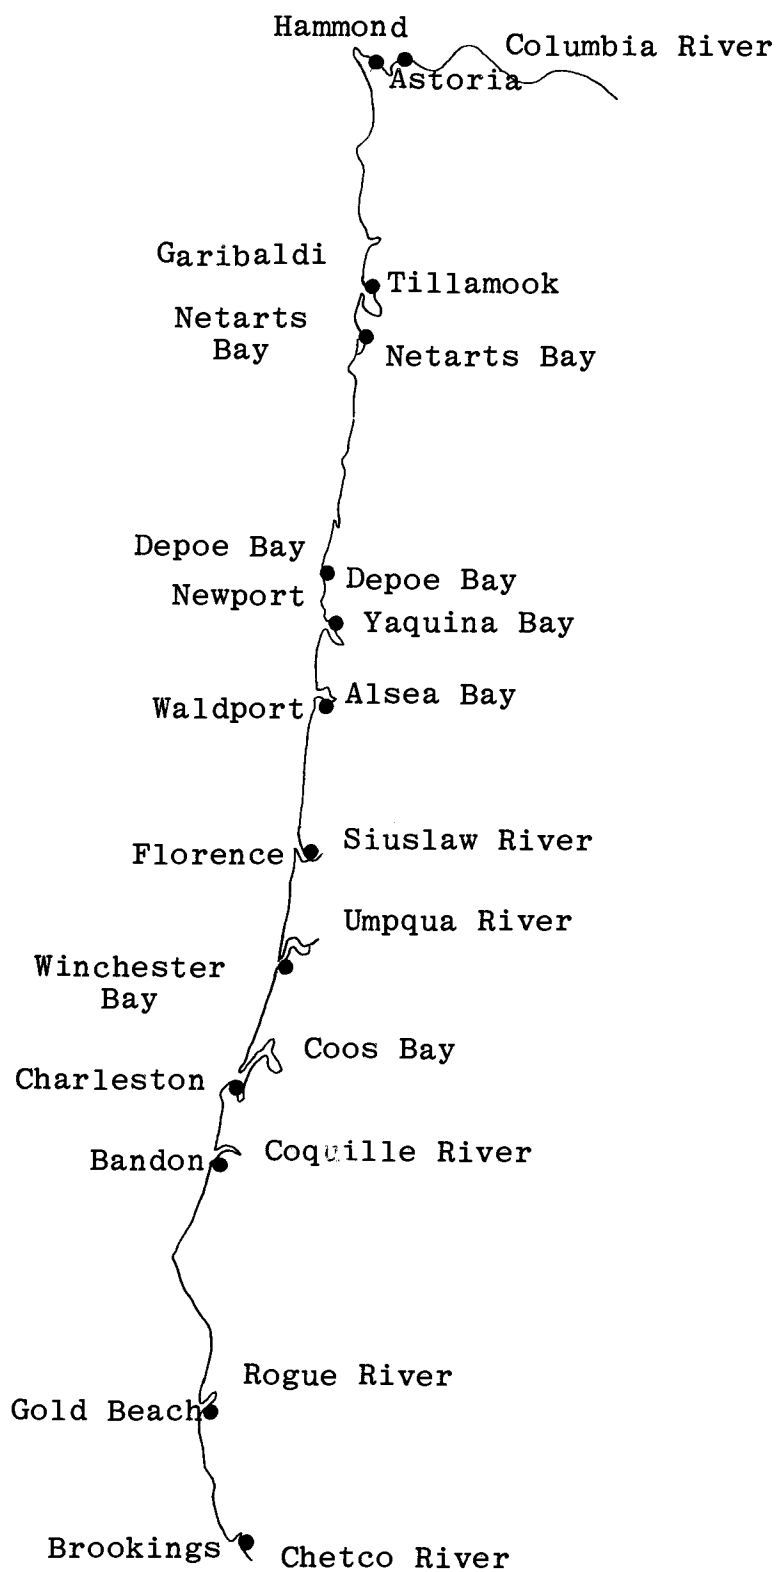 Hammond
Columbia River
Astoria
Garibaldi
Tillamook
Netarts
Bay
Netarts Bay
Depoe Bay
Depoe Bay
Newport
Yaquina Bay
Alsea Bay
Waldport
Siuslaw River
Florence
Umpqua River
Winchester
Bay
Coos Bay
Charleston
Coquille River
Bandon
Rogue River
Gold Beach
Brookings
Chetco River